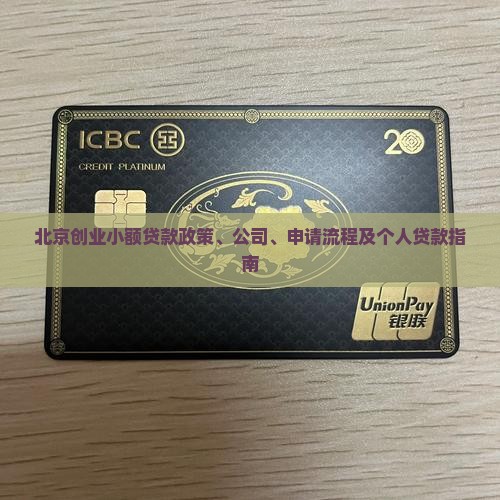 ICBC
20
CREDIT PLATINUM
北京创业小额贷款政策、公司、申请流程及个人贷款指
南
UnionPay
银联